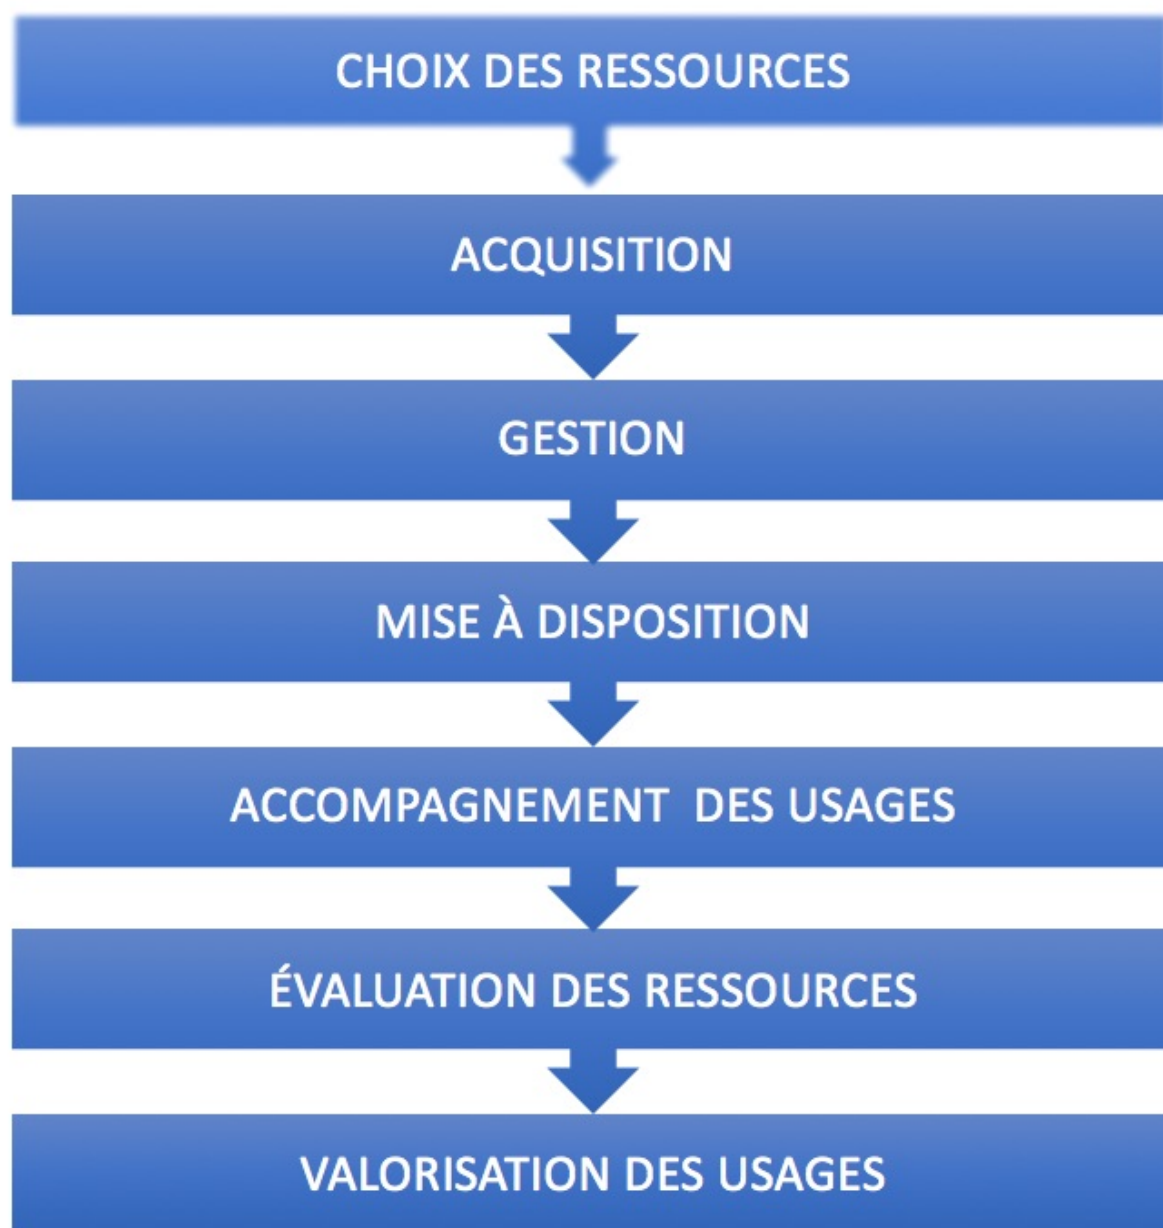 CHOIX DES RESSOURCES
ACQUISITION
GESTION
MISE À DISPOSITION
ACCOMPAGNEMENT  DES USAGES
ÉVALUATION DES RESSOURCES
VALORISATION DES USAGES